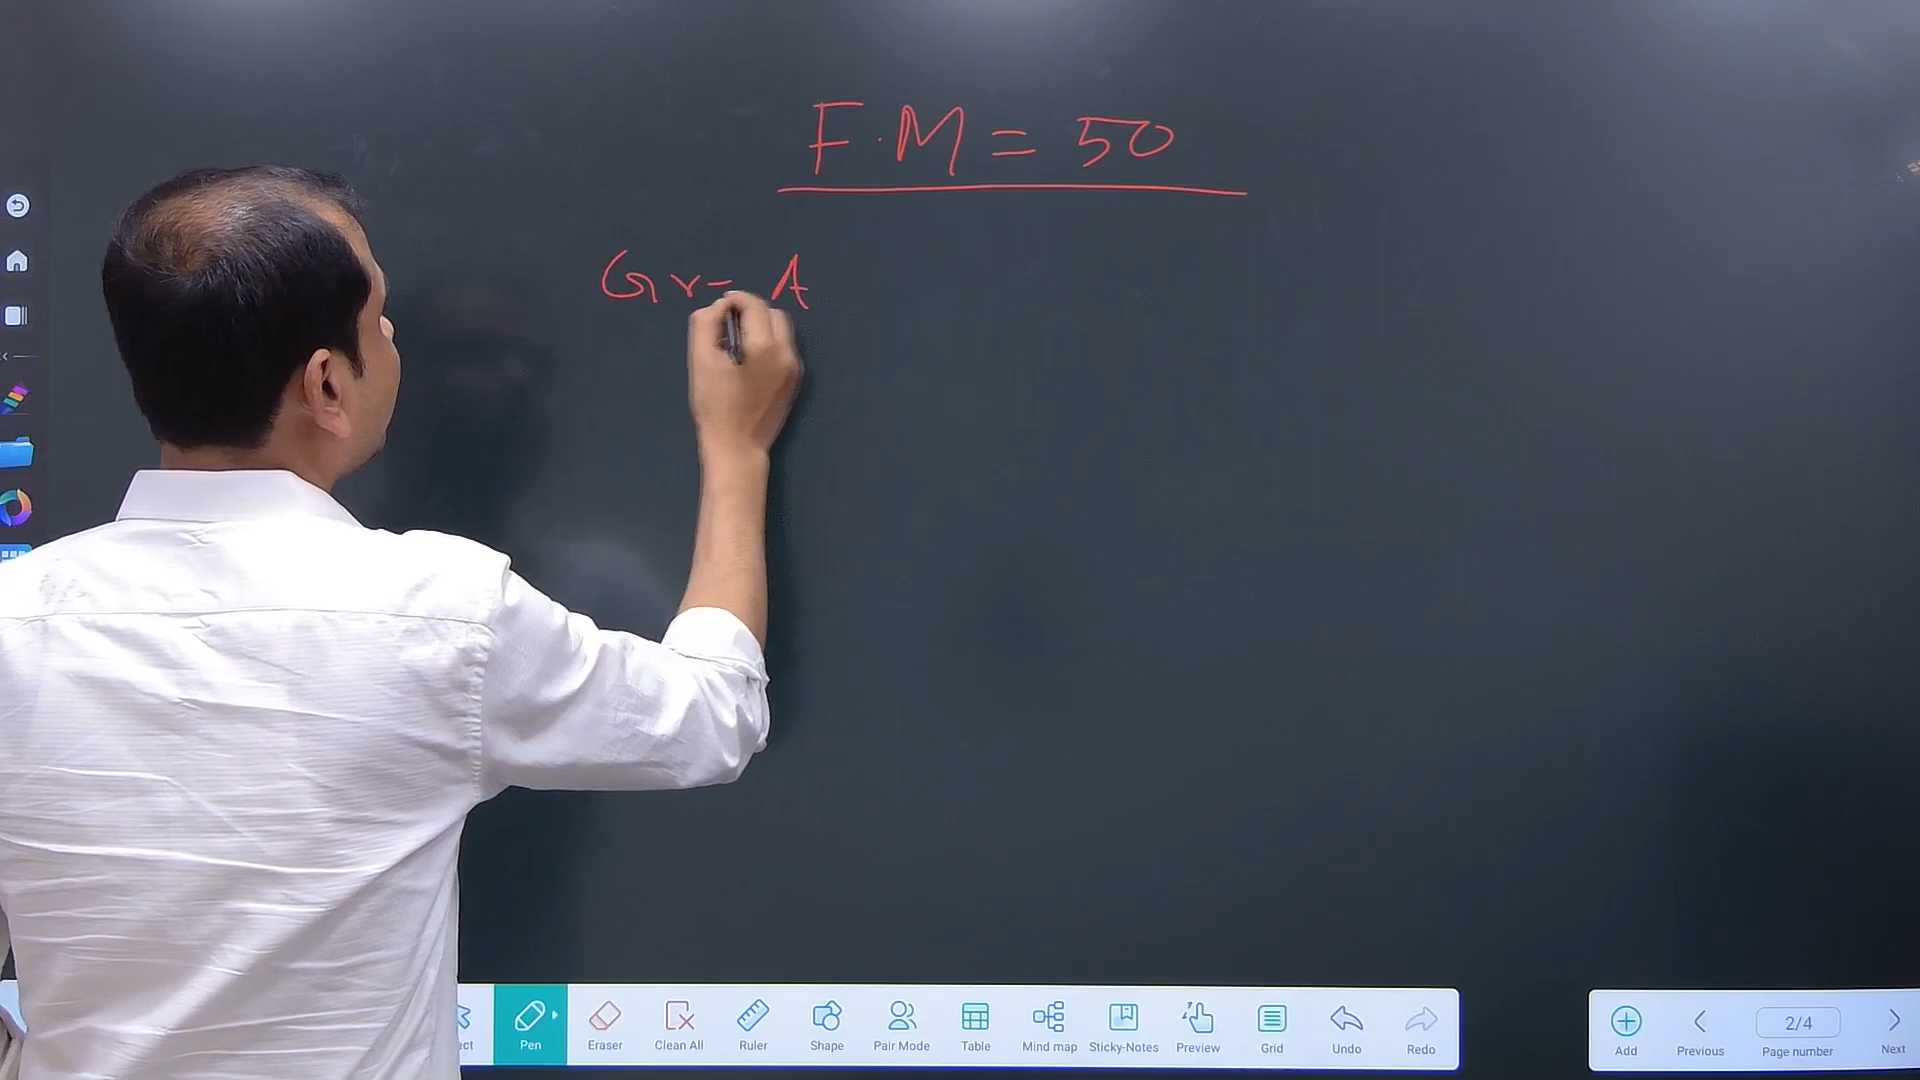 F.M = 50
Gr- A
ect Pen Eraser Clean All Ruler Shape Pair Mode Table Mind map Sticky-Notes Preview Grid Undo Redo
2/4
Add Previous Page number Next